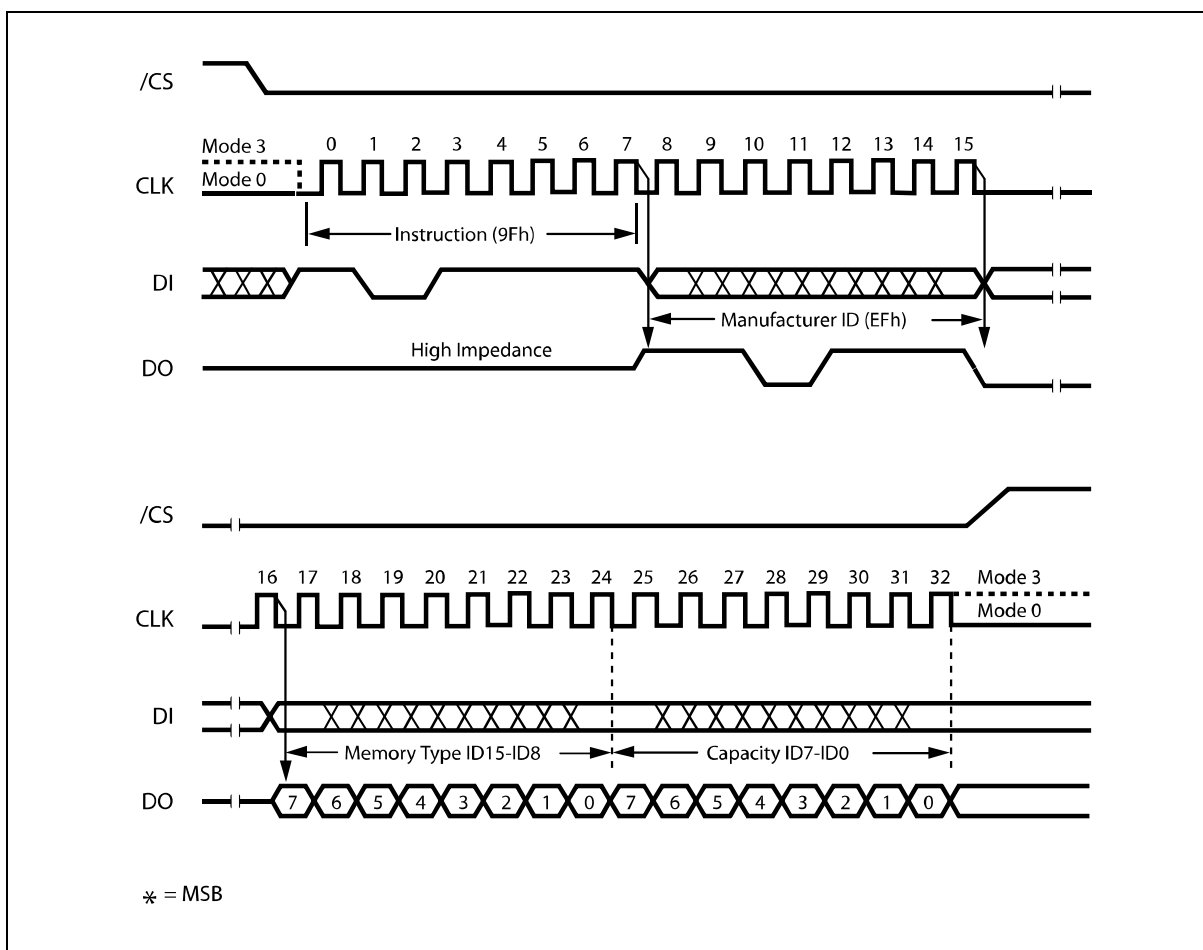 /CS
Mode 3
0 1 2 3 4 5 6 7 8 9 10 11 12 13 14 15
CLK
Mode 0
Instruction (9Fh)
DI
Manufacturer ID (EFh)
High Impedance
DO
/CS
16 17 18 19 20 21 22 23 24 25 26 27 28 29 30 31 32
Mode 3
CLK
Mode 0
DI
Memory Type ID15-ID8
Capacity ID7-ID0
DO
7 6 5 4 3 2 1 0 7 6 5 4 3 2 1 0
* = MSB